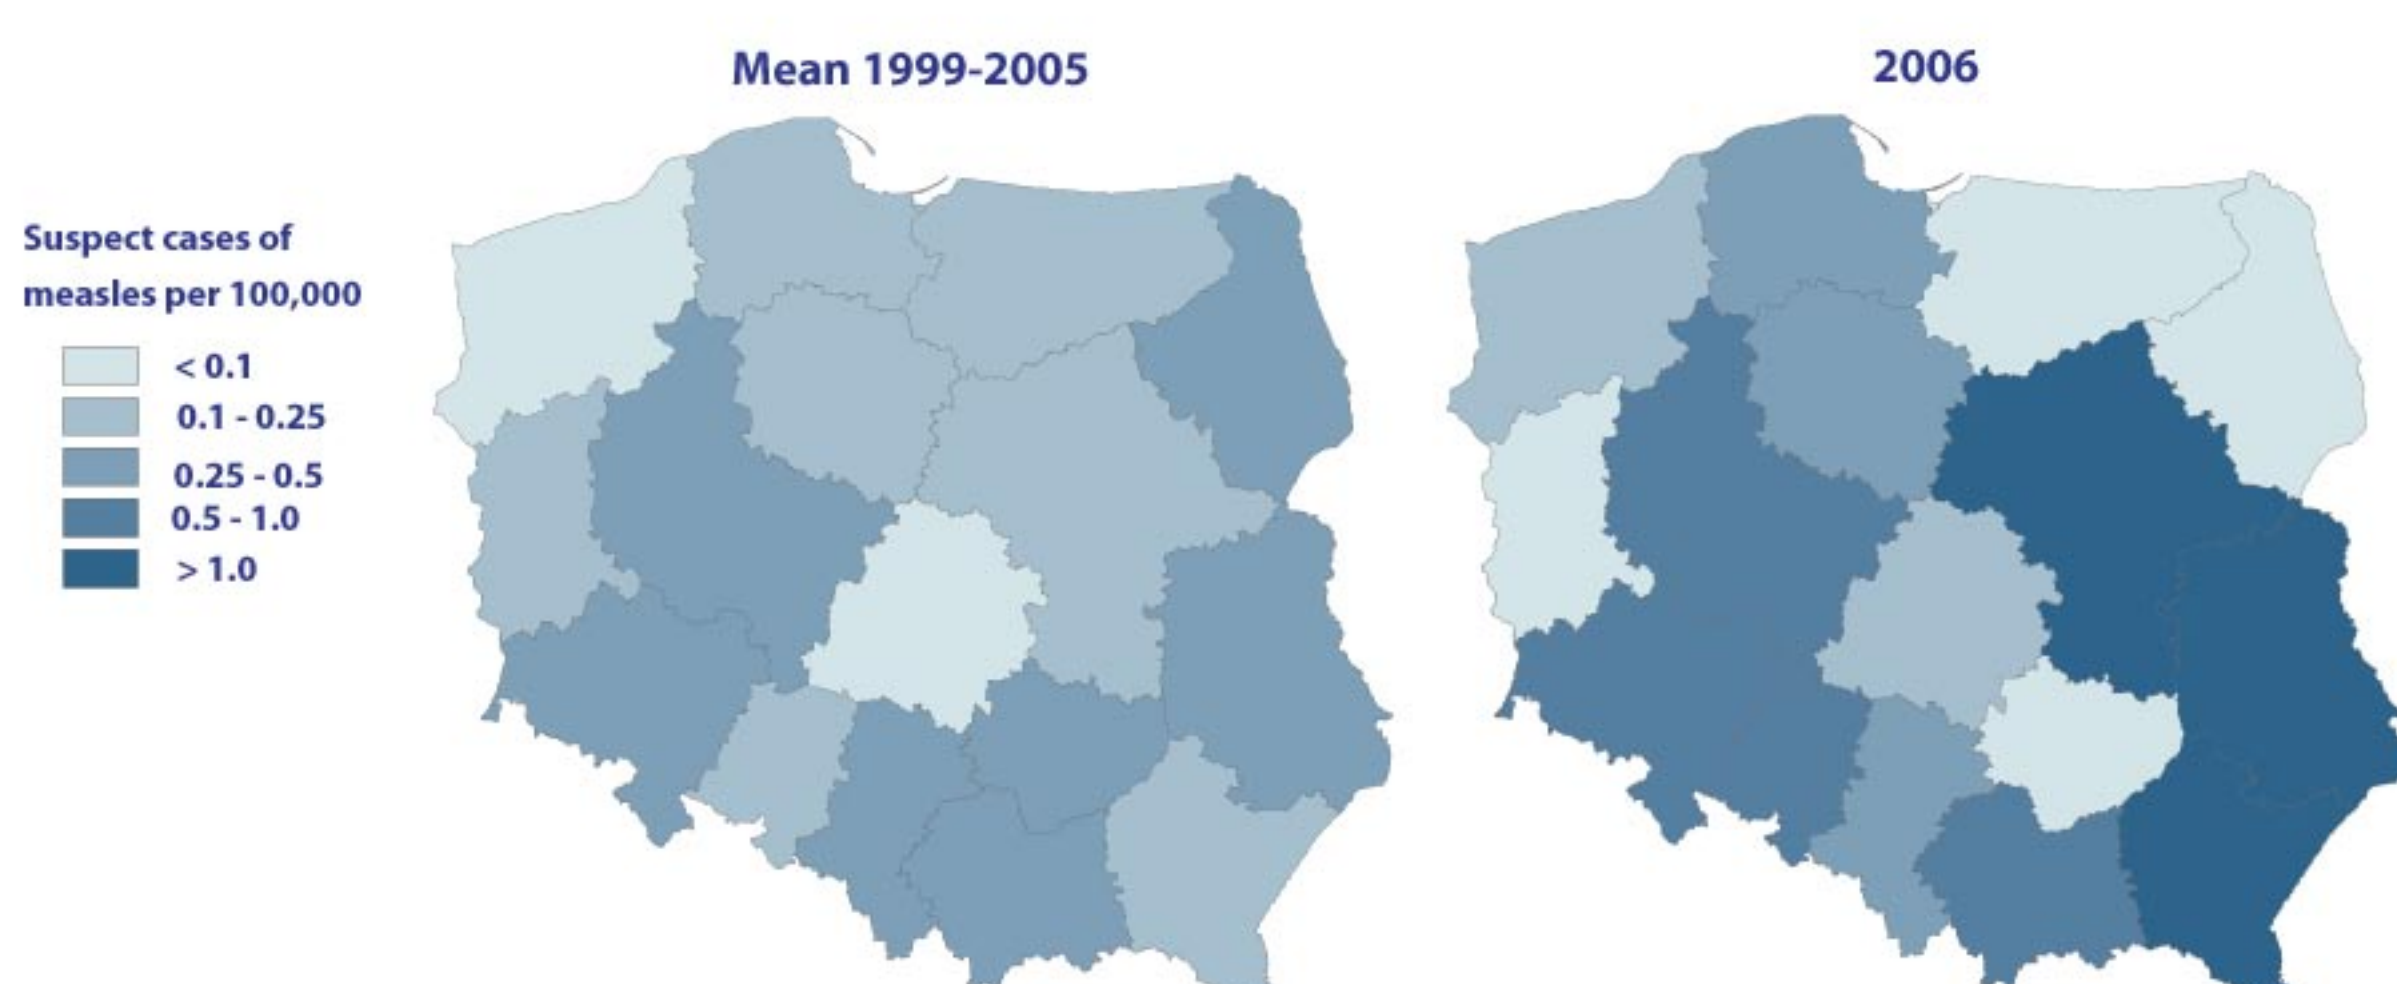 Mean 1999-2005
2006
Suspect cases of
measles per 100,000
< 0.1
0.1 - 0.25
0.25 - 0.5
0.5 - 1.0
> 1.0